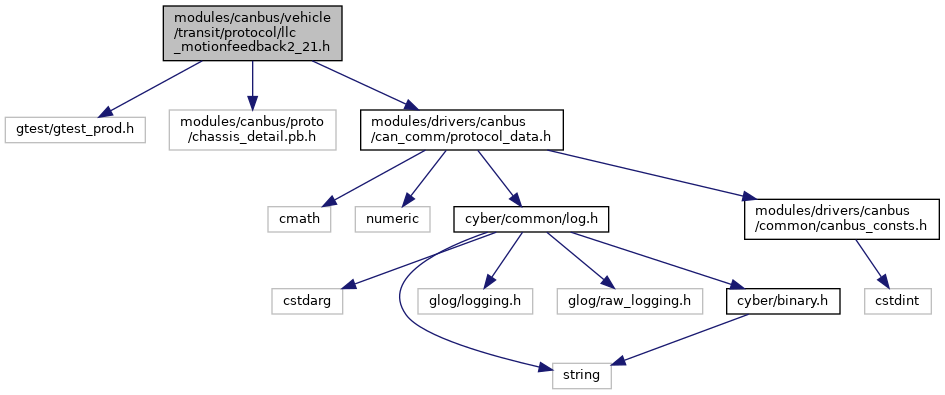 modules/canbus/vehicle
/transit/protocol/llc
_motionfeedback2_21.h
gtest/gtest_prod.h
modules/canbus/proto
/chassis_detail.pb.h
modules/drivers/canbus
/can_comm/protocol_data.h
cmath
numeric
cyber/common/log.h
modules/drivers/canbus
/common/canbus_consts.h
cstdarg
glog/logging.h
glog/raw_logging.h
cyber/binary.h
cstdint
string